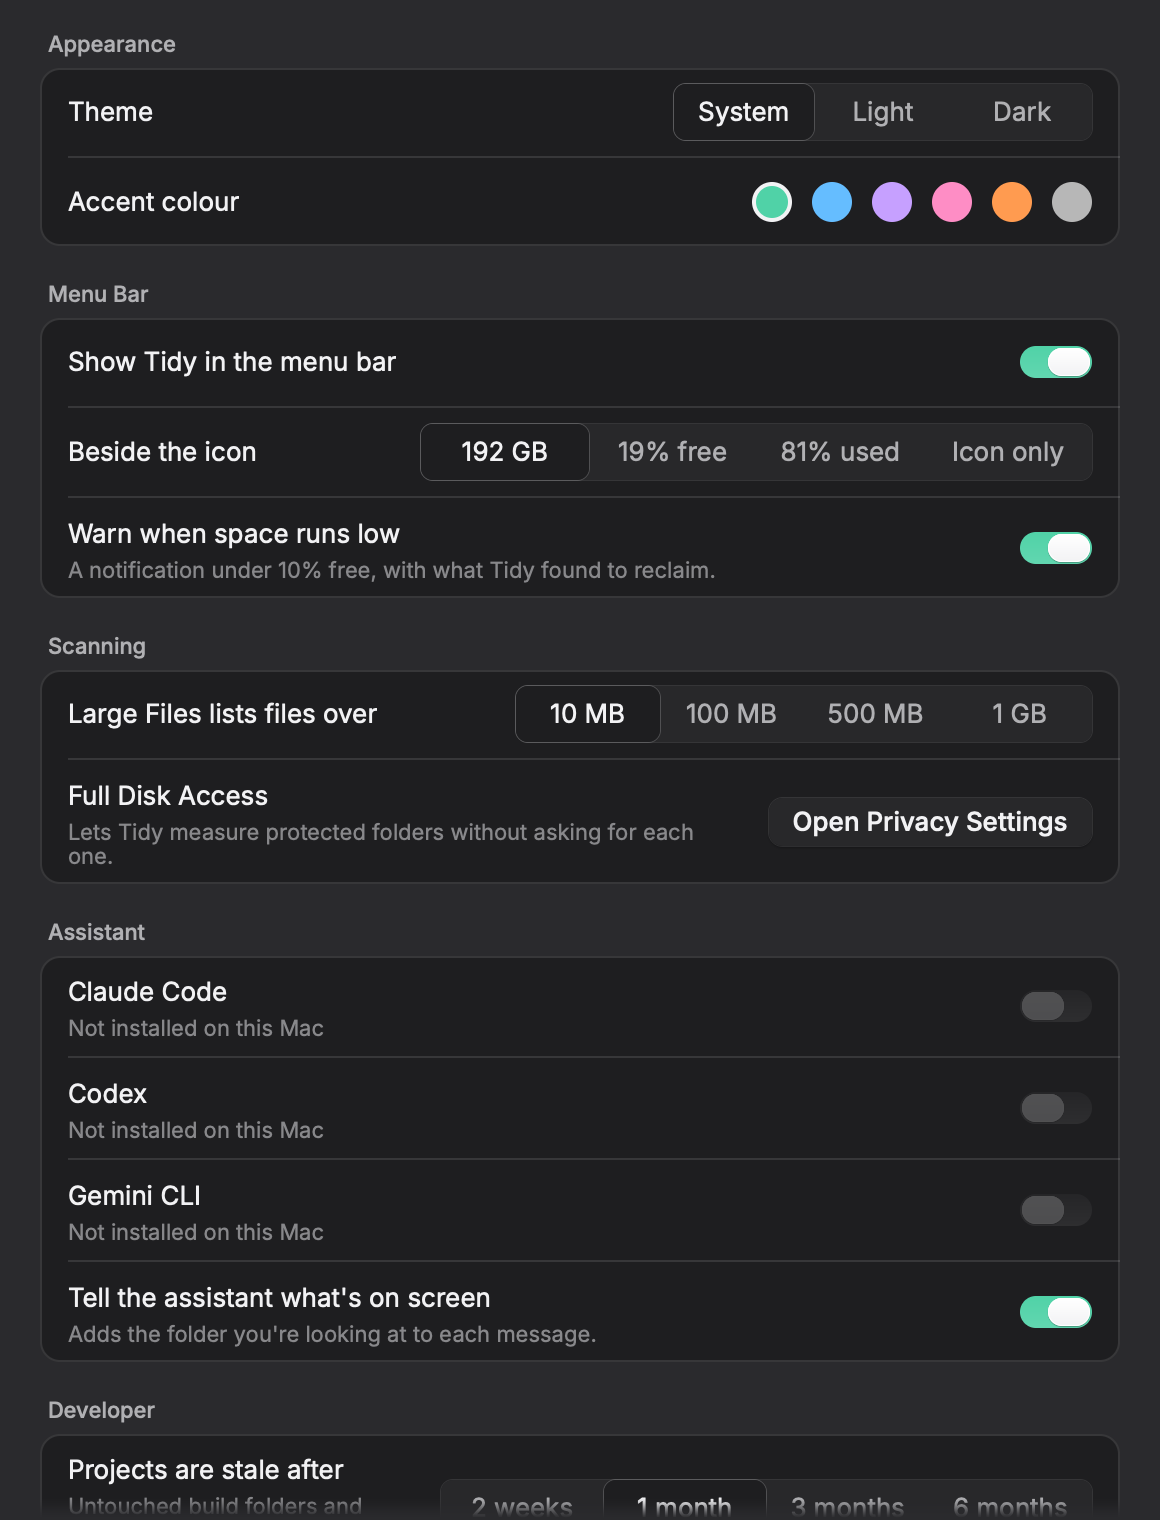 Appearance
Theme
System Light Dark
Accent colour
Menu Bar
Show Tidy in the menu bar
Beside the icon
192 GB 19% free 81% used Icon only
Warn when space runs low
A notification under 10% free, with what Tidy found to reclaim.
Scanning
Large Files lists files over
10 MB 100 MB 500 MB 1 GB
Full Disk Access
Lets Tidy measure protected folders without asking for each
one.
Open Privacy Settings
Assistant
Claude Code
Not installed on this Mac
Codex
Not installed on this Mac
Gemini CLI
Not installed on this Mac
Tell the assistant what's on screen
Adds the folder you're looking at to each message.
Developer
Projects are stale after
Untouched build folders and
2 weeks 1 month 3 months 6 months